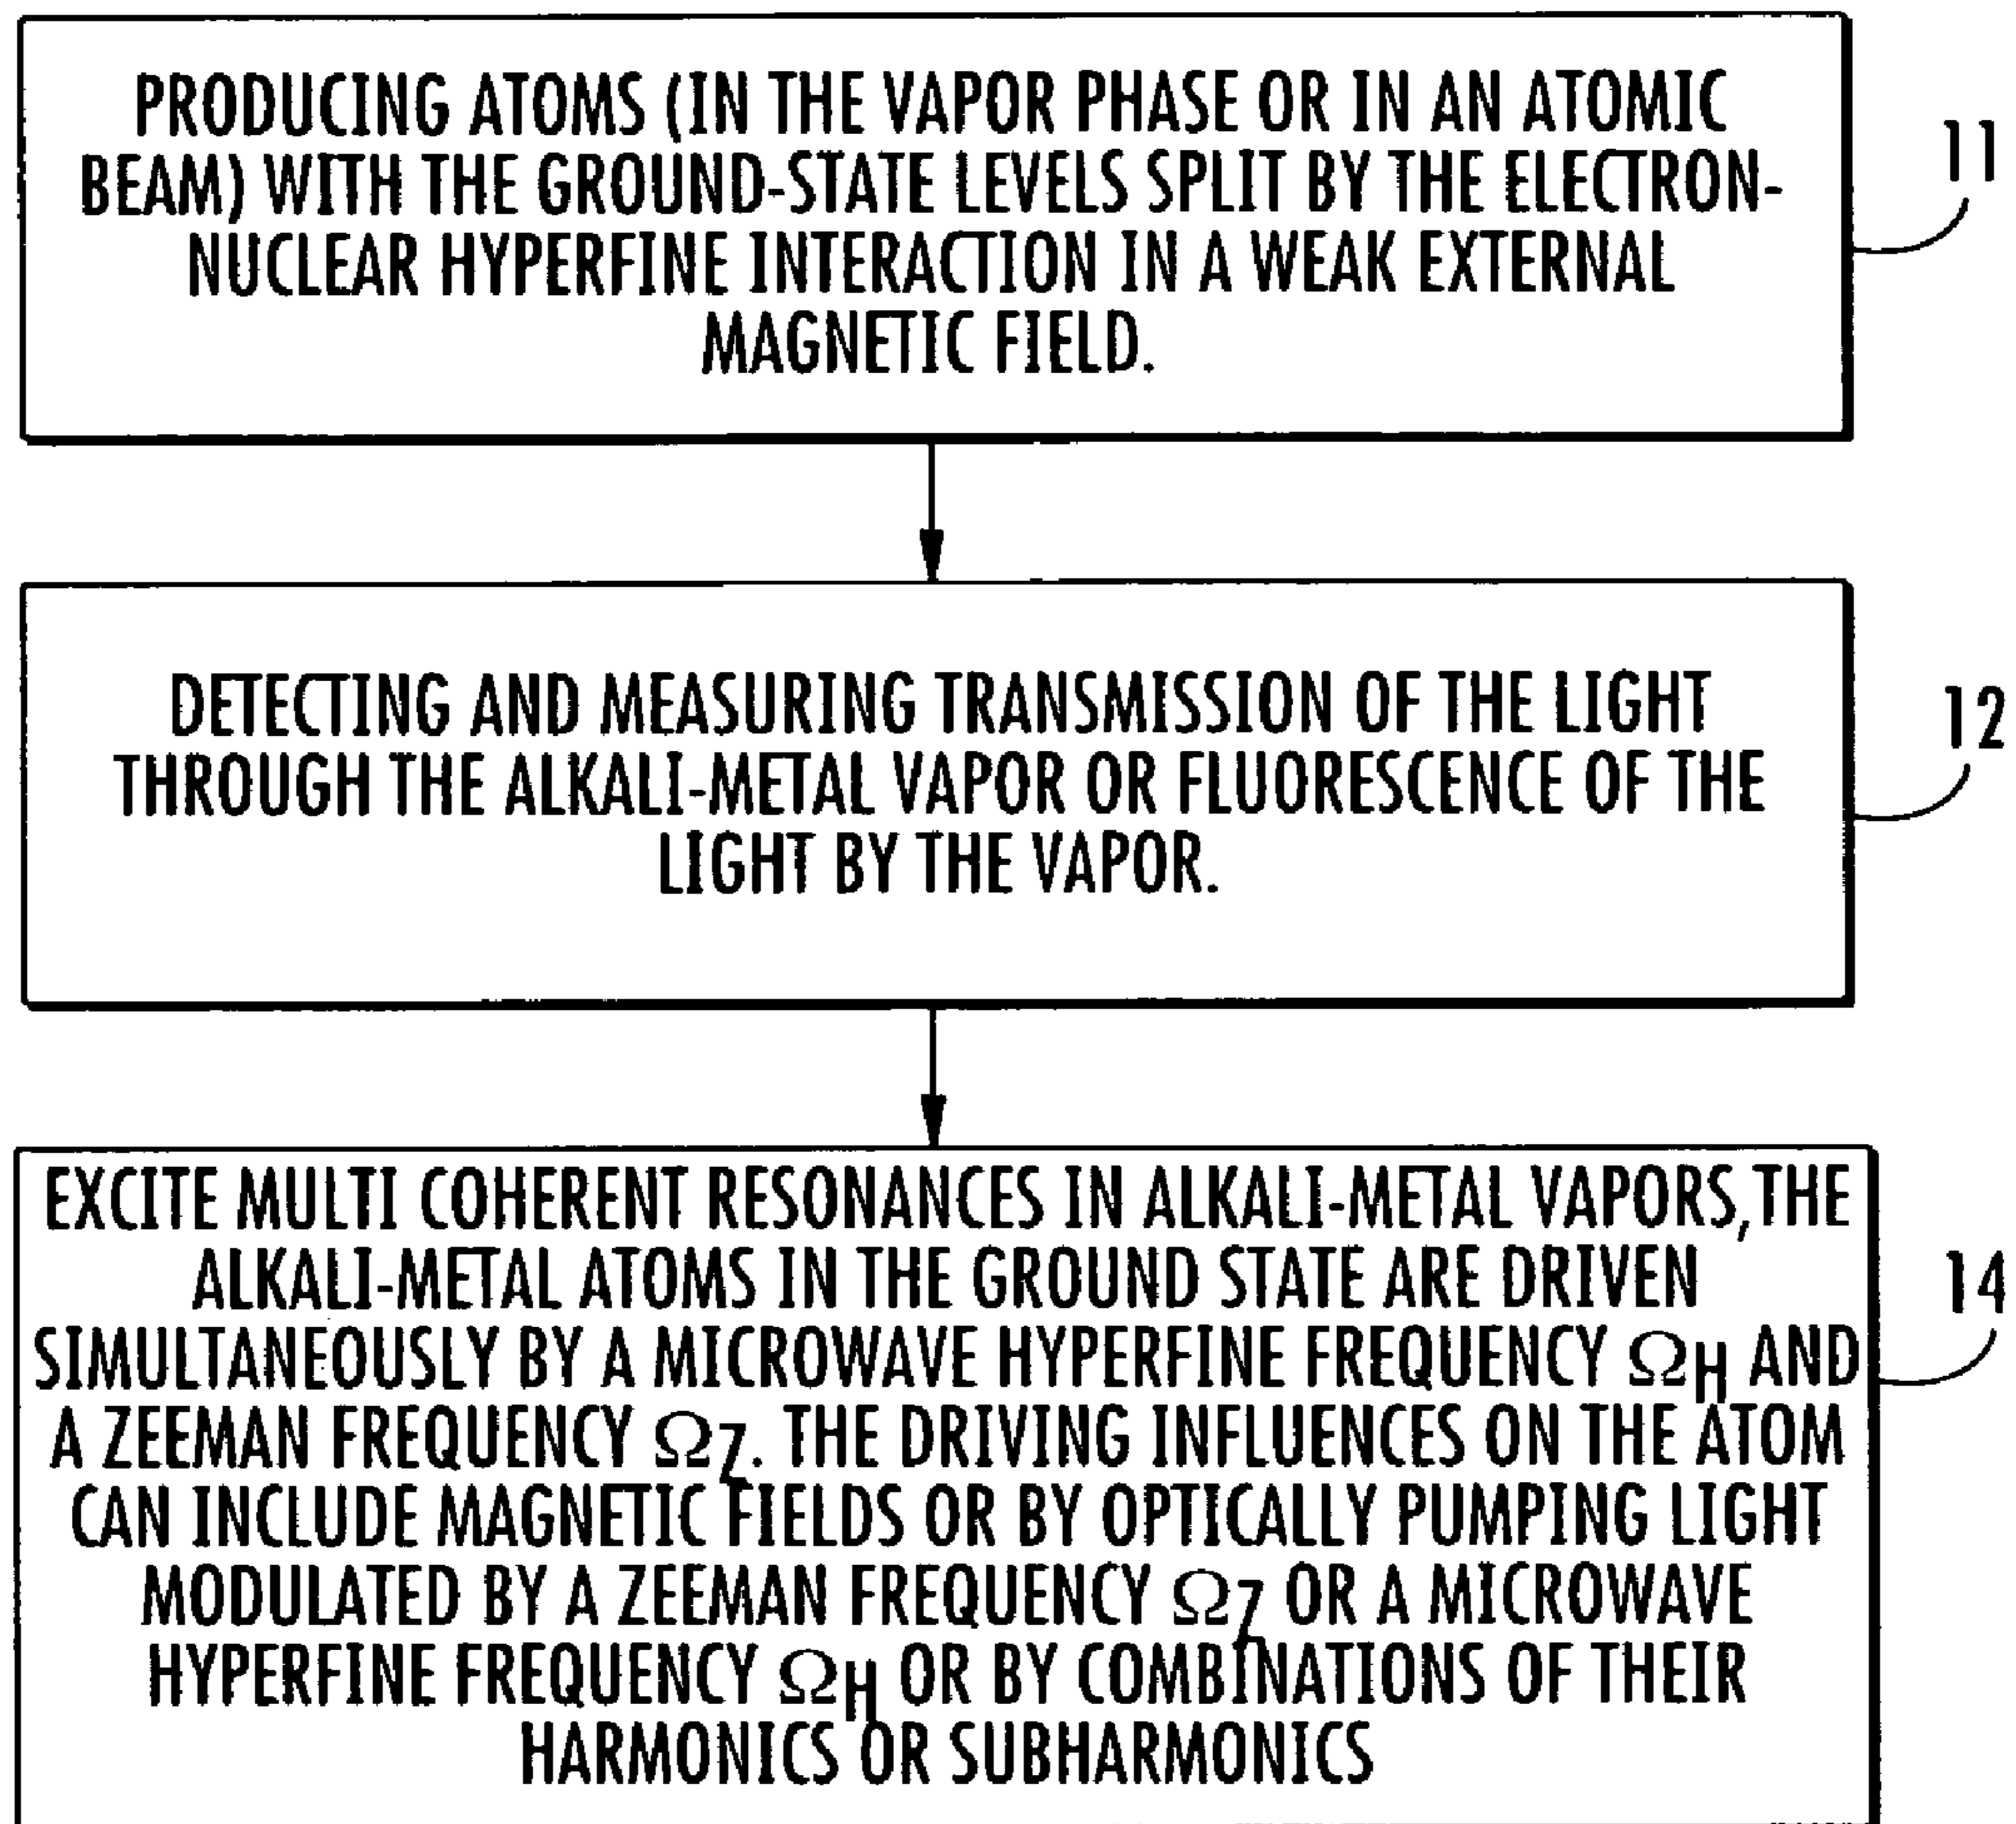 PRODUCING ATOMS (IN THE VAPOR PHASE OR IN AN ATOMIC
BEAM) WITH THE GROUND-STATE LEVELS SPLIT BY THE ELECTRON-
NUCLEAR HYPERFINE INTERACTION IN A WEAK EXTERNAL
MAGNETIC FIELD.
11
DETECTING AND MEASURING TRANSMISSION OF THE LIGHT
THROUGH THE ALKALI-METAL VAPOR OR FLUORESCENCE OF THE
LIGHT BY THE VAPOR.
12
EXCITE MULTI COHERENT RESONANCES IN ALKALI-METAL VAPORS, THE
ALKALI-METAL ATOMS IN THE GROUND STATE ARE DRIVEN
SIMULTANEOUSLY BY A MICROWAVE HYPERFINE FREQUENCY ΩH AND
A ZEEMAN FREQUENCY ΩZ. THE DRIVING INFLUENCES ON THE ATOM
CAN INCLUDE MAGNETIC FIELDS OR BY OPTICALLY PUMPING LIGHT
MODULATED BY A ZEEMAN FREQUENCY ΩZ OR A MICROWAVE
HYPERFINE FREQUENCY ΩH OR BY COMBINATIONS OF THEIR
HARMONICS OR SUBHARMONICS
14